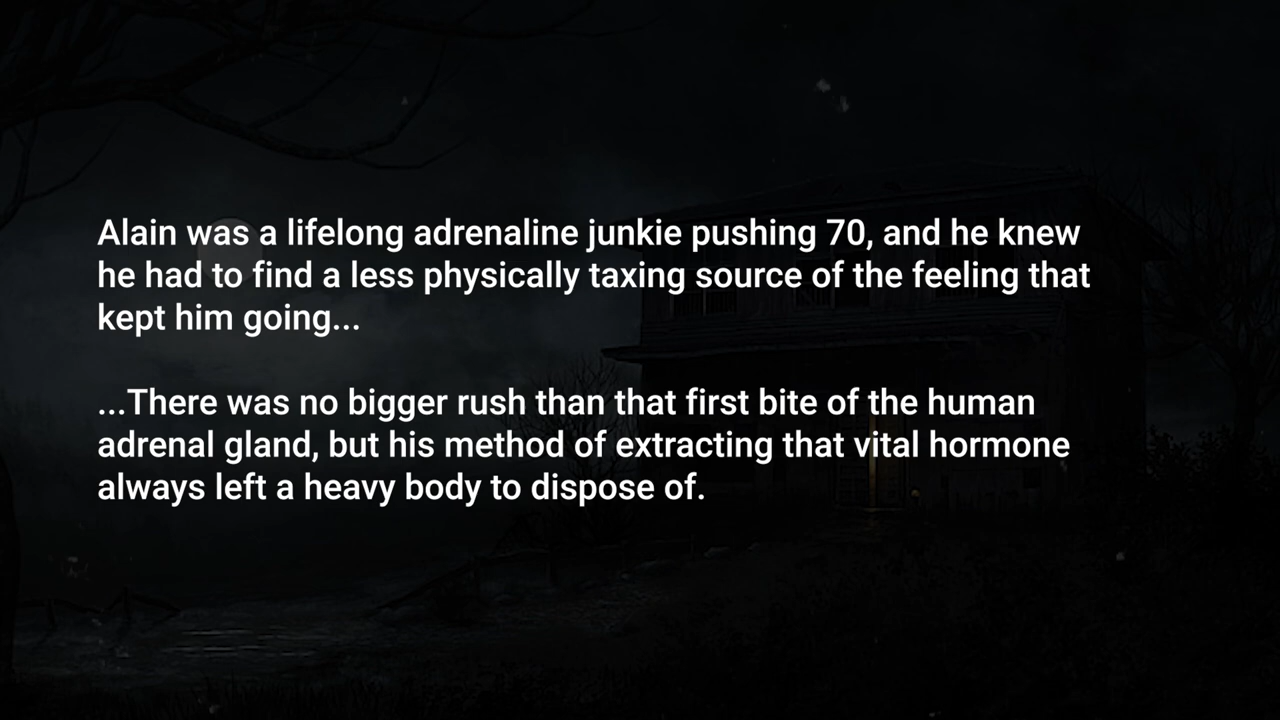 Alain was a lifelong adrenaline junkie pushing 70, and he knew
he had to find a less physically taxing source of the feeling that
kept him going...
...There was no bigger rush than that first bite of the human
adrenal gland, but his method of extracting that vital hormone
always left a heavy body to dispose of.